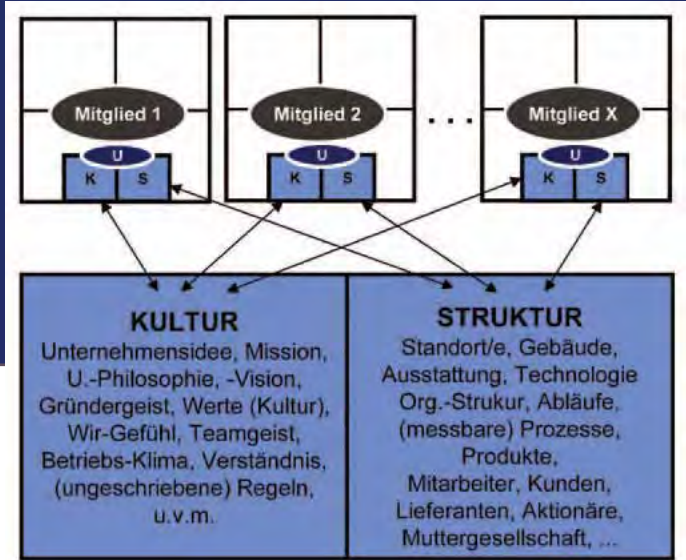 Mitglied 1
Mitglied 2
. . .
Mitglied X
U
U
U
K S
K S
K S
KULTUR
Unternehmensidee, Mission,
U.-Philosophie, -Vision,
Gründergeist, Werte (Kultur),
Wir-Gefühl, Teamgeist,
Betriebs-Klima, Verständnis,
(ungeschriebene) Regeln,
u.v.m.
STRUKTUR
Standort/e, Gebäude,
Ausstattung, Technologie
Org.-Strukur, Abläufe,
(messbare) Prozesse,
Produkte,
Mitarbeiter, Kunden,
Lieferanten, Aktionäre,
Muttergesellschaft, ...